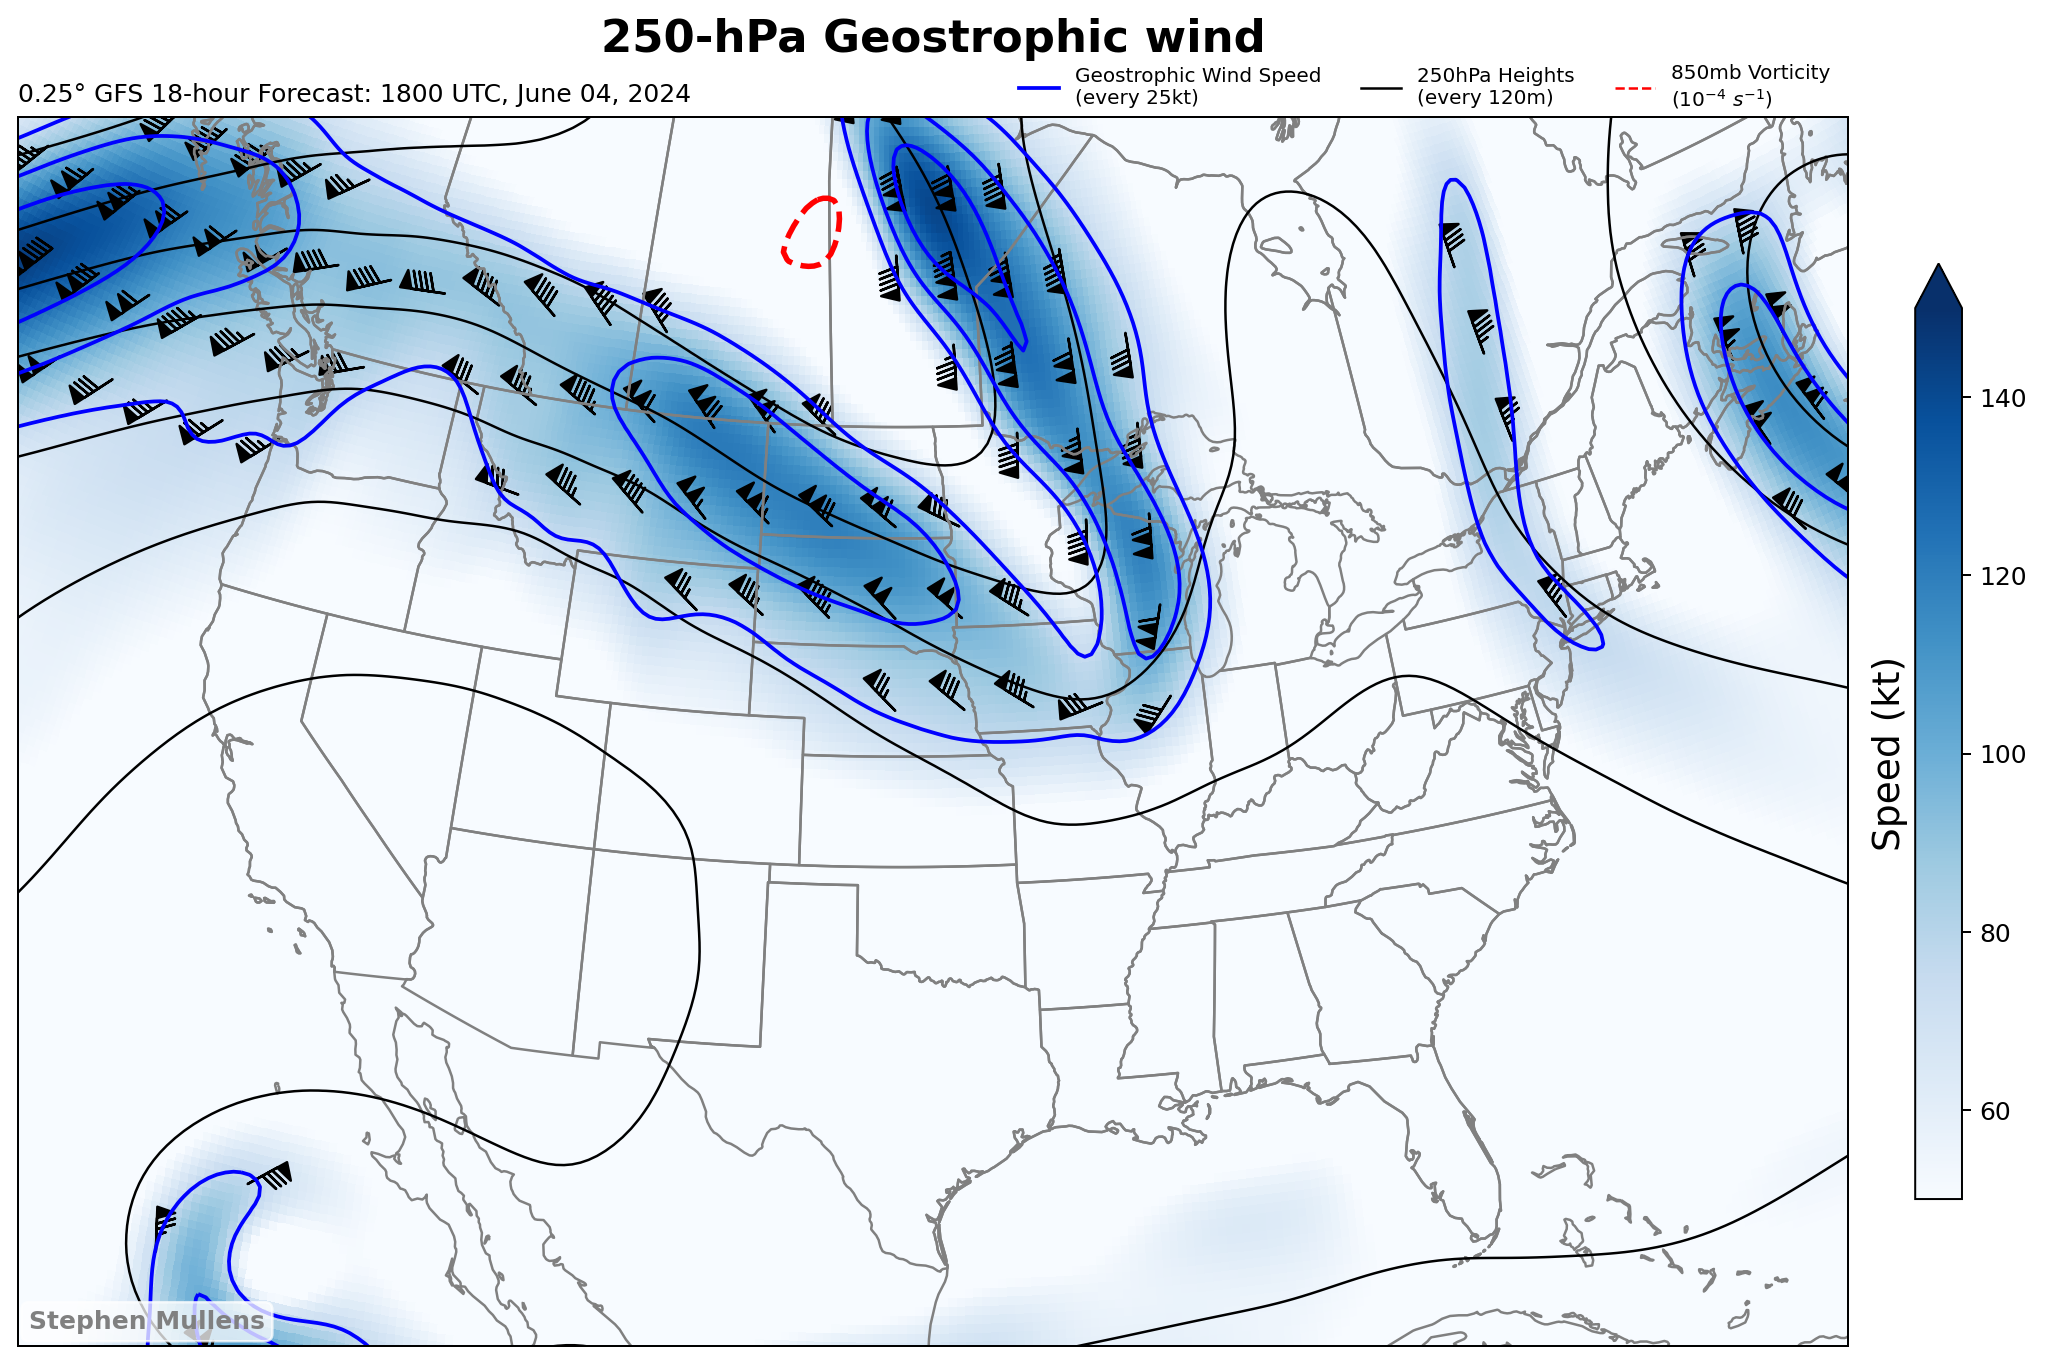 250-hPa Geostrophic wind
0.25° GFS 18-hour Forecast: 1800 UTC, June 04, 2024
Geostrophic Wind Speed
(every 25kt)
250hPa Heights
(every 120m)
850mb Vorticity
(10⁻⁴ s⁻¹)
140
120
100
80
60
Speed (kt)
Stephen Mullens